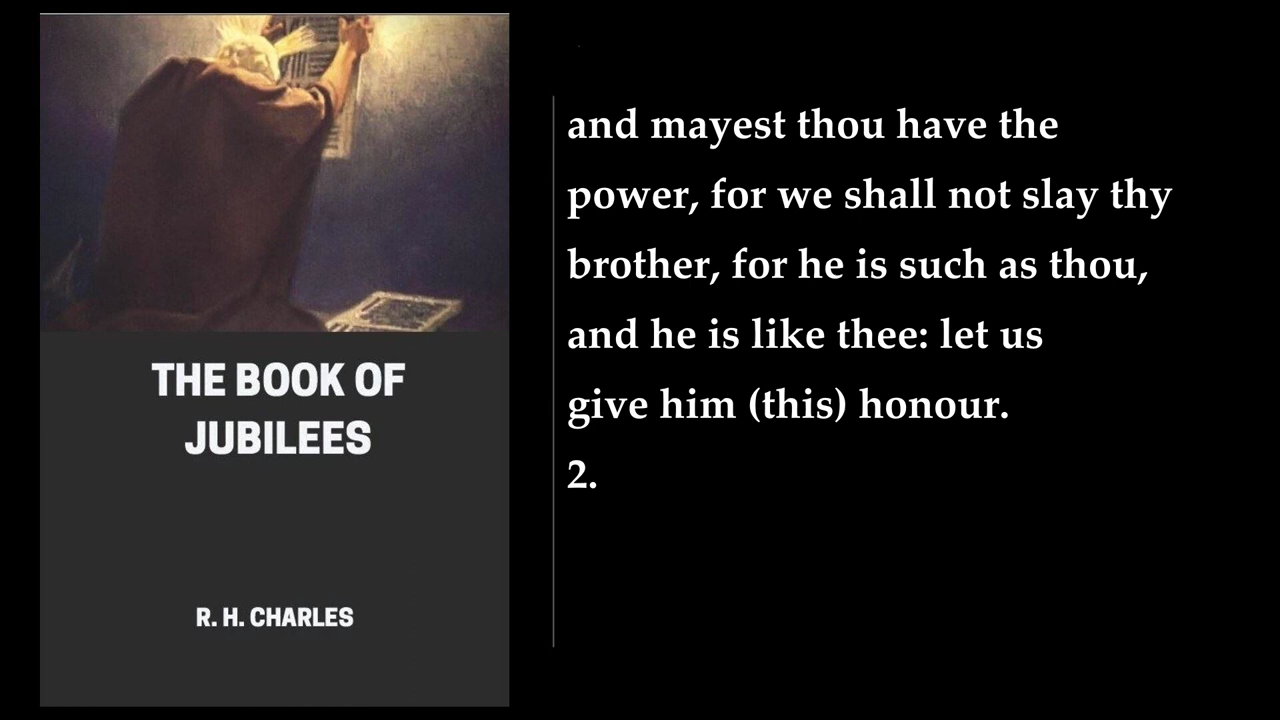 THE BOOK OF
JUBILEES
R. H. CHARLES
and mayest thou have the
power, for we shall not slay thy
brother, for he is such as thou,
and he is like thee: let us
give him (this) honour.
2.